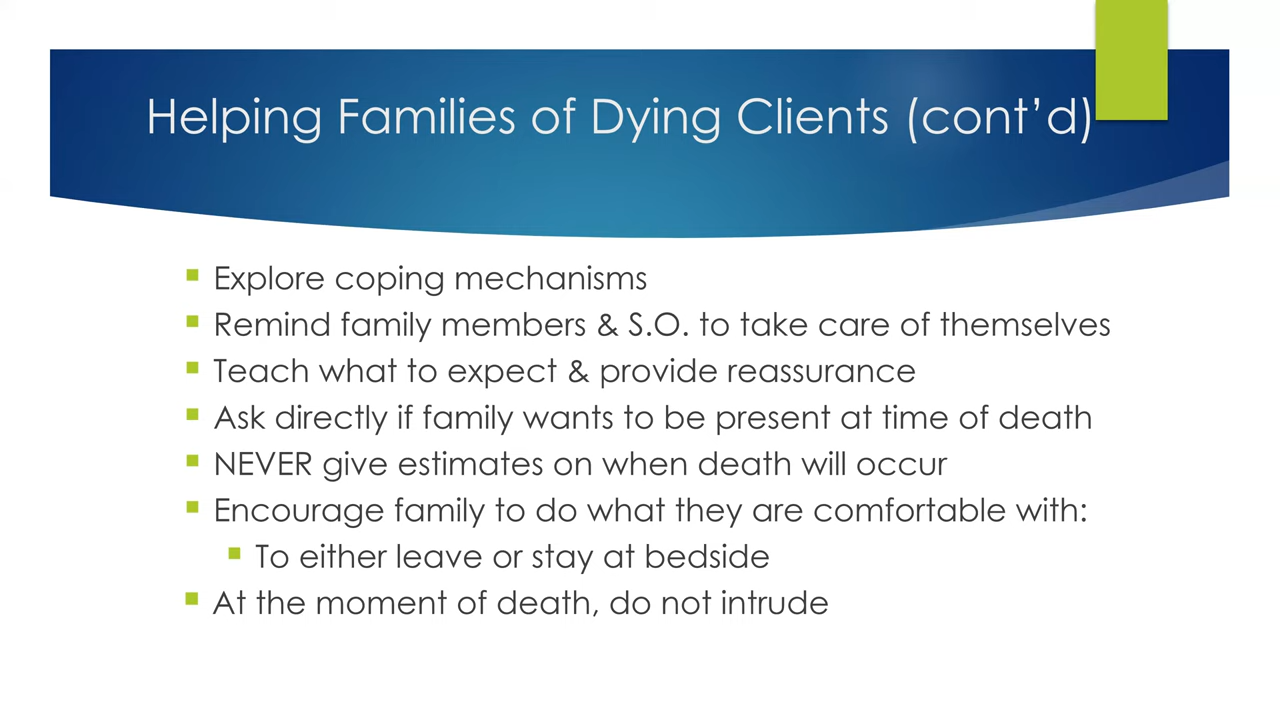 Helping Families of Dying Clients (cont’d)
Explore coping mechanisms
Remind family members & S.O. to take care of themselves
Teach what to expect & provide reassurance
Ask directly if family wants to be present at time of death
NEVER give estimates on when death will occur
Encourage family to do what they are comfortable with:
To either leave or stay at bedside
At the moment of death, do not intrude